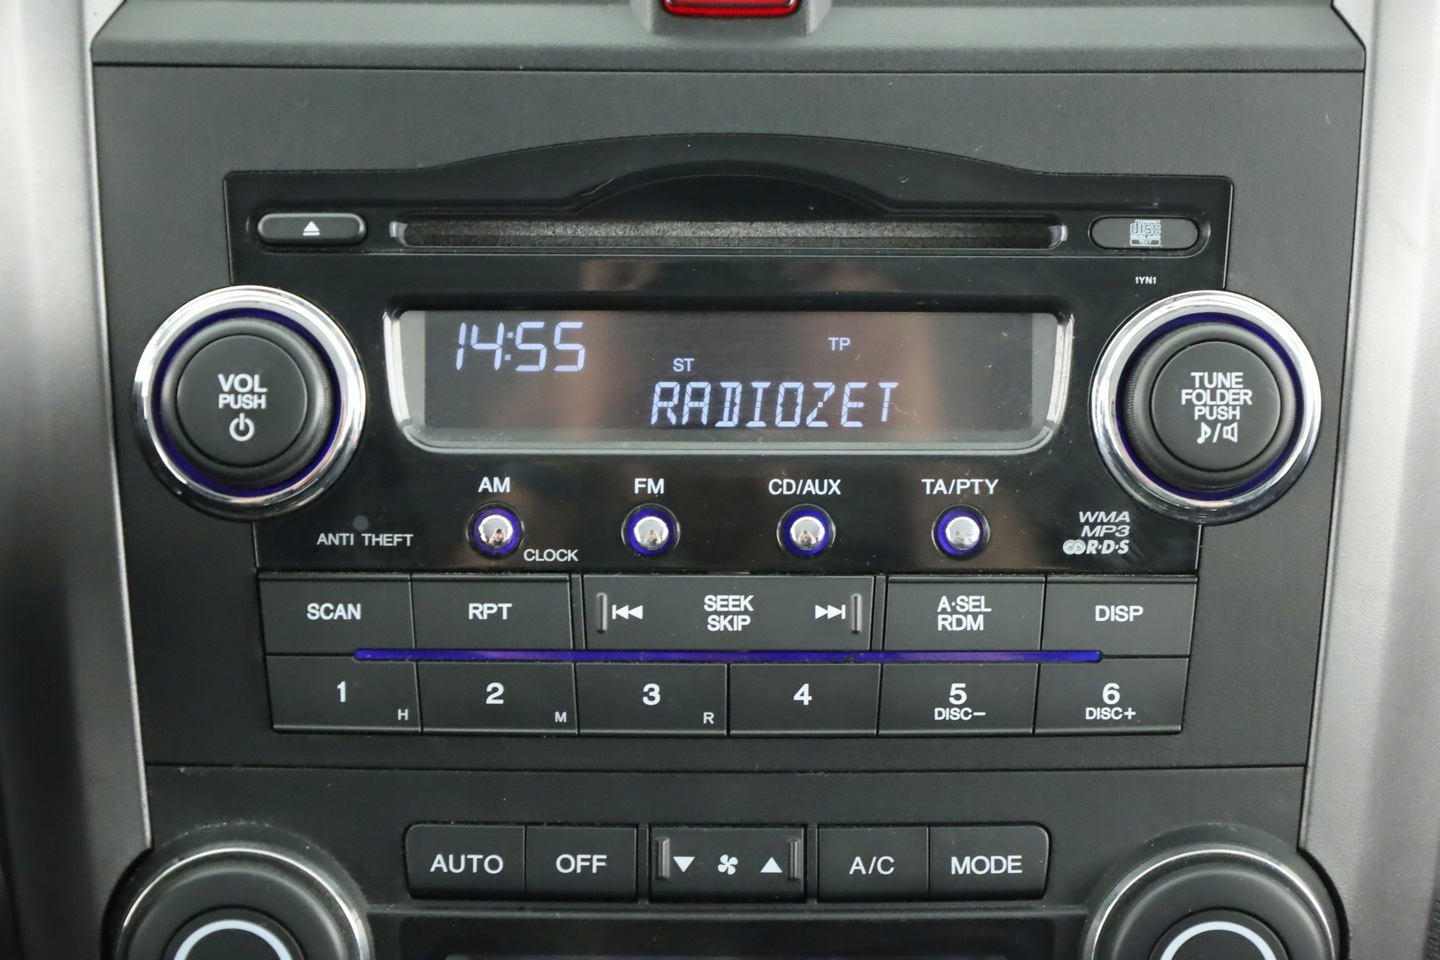 disc
TEXT
1YN1
14:55
TP
ST
RADIOZET
VOL
PUSH
TUNE
FOLDER
PUSH
AM
FM
CD/AUX
TA/PTY
ANTI THEFT
CLOCK
WMA
MP3
R·D·S
SCAN
RPT
SEEK
SKIP
A·SEL
RDM
DISP
1 H
2 M
3 R
4
5
DISC−
6
DISC+
AUTO
OFF
A/C
MODE